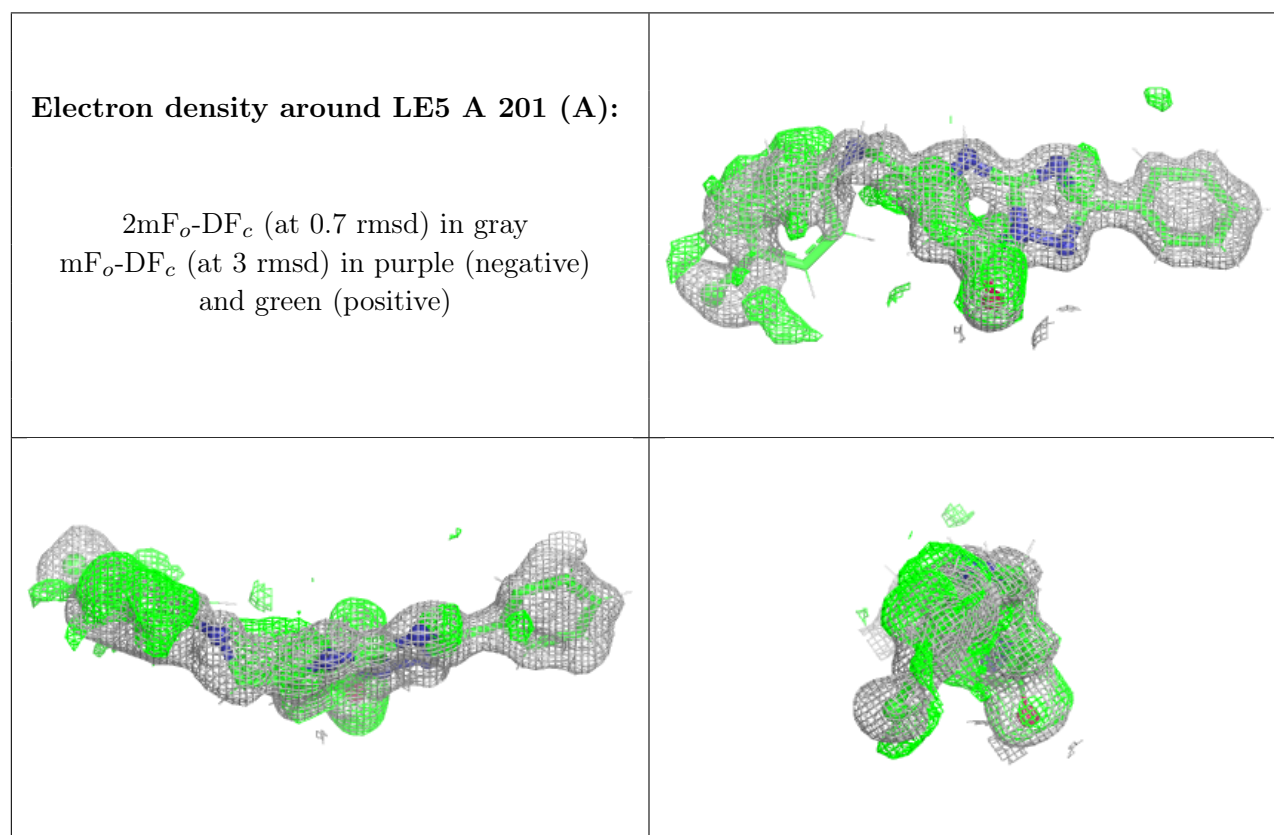 Electron density around LE5 A 201 (A):
2mFo-DFc (at 0.7 rmsd) in gray
mFo-DFc (at 3 rmsd) in purple (negative)
and green (positive)